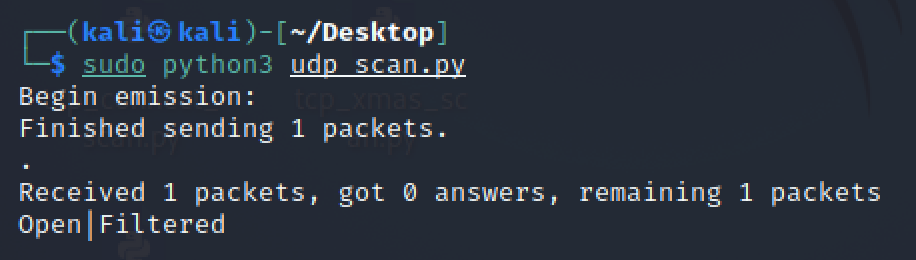 ┌──(kali㉿kali)-[~/Desktop]
└─$ sudo python3 udp_scan.py
Begin emission:
Finished sending 1 packets.
.
Received 1 packets, got 0 answers, remaining 1 packets
Open|Filtered